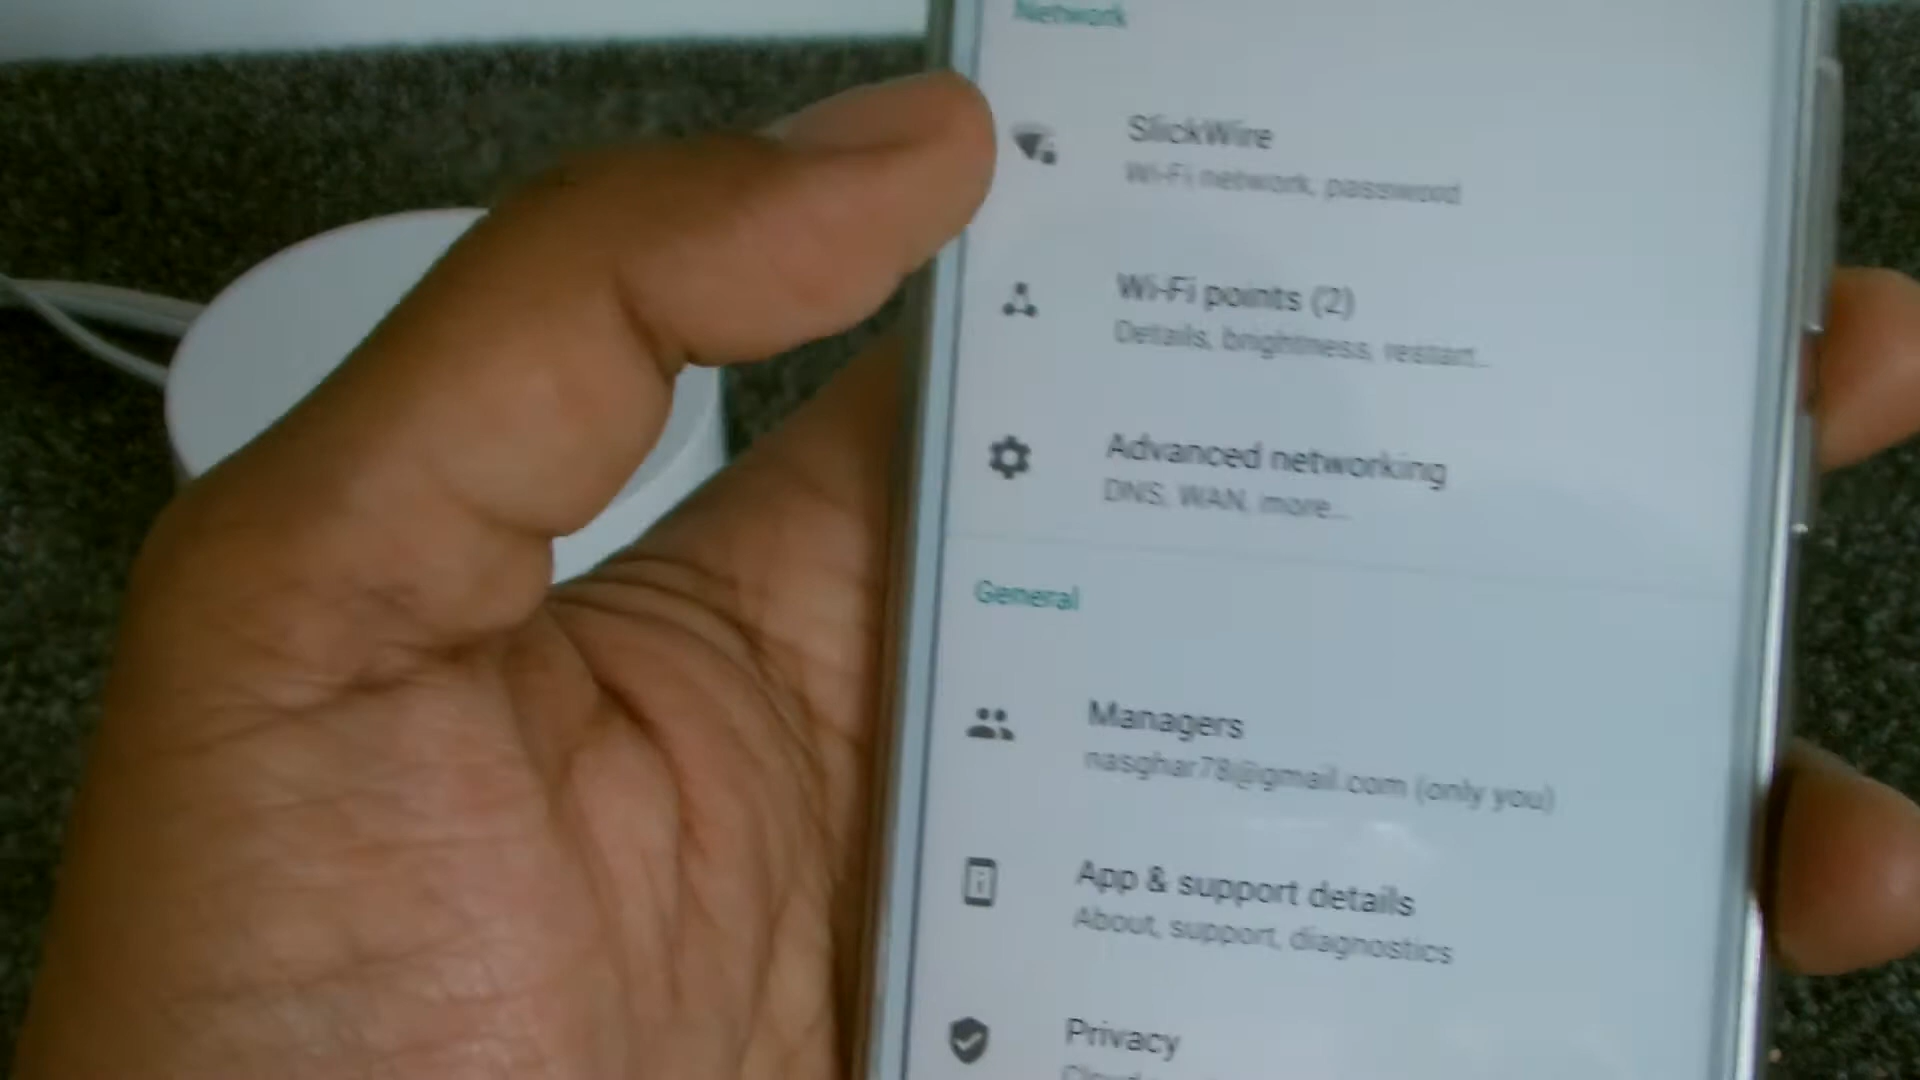 Network
SlickWire
Wi-Fi network, password
Wi-Fi points (2)
Details, brightness, restart...
Advanced networking
DNS, WAN, more...
General
Managers
nasghar78@gmail.com (only you)
App & support details
About, support, diagnostics
Privacy